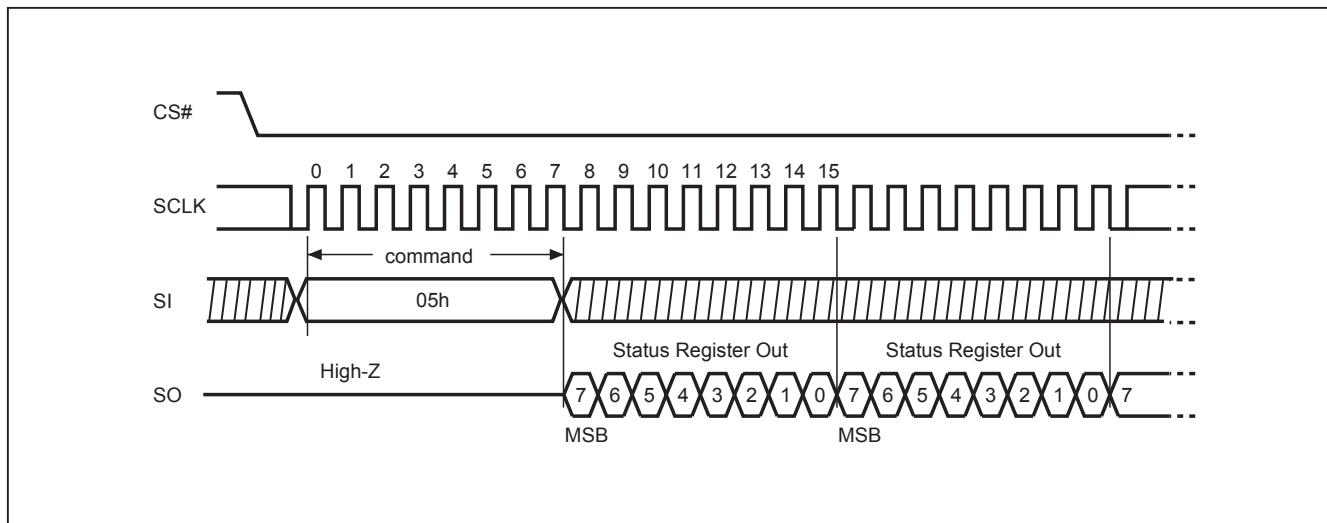 CS#
0 1 2 3 4 5 6 7 8 9 10 11 12 13 14 15
SCLK
command
SI
05h
Status Register Out Status Register Out
High-Z
SO
7 6 5 4 3 2 1 0 7 6 5 4 3 2 1 0 7
MSB MSB